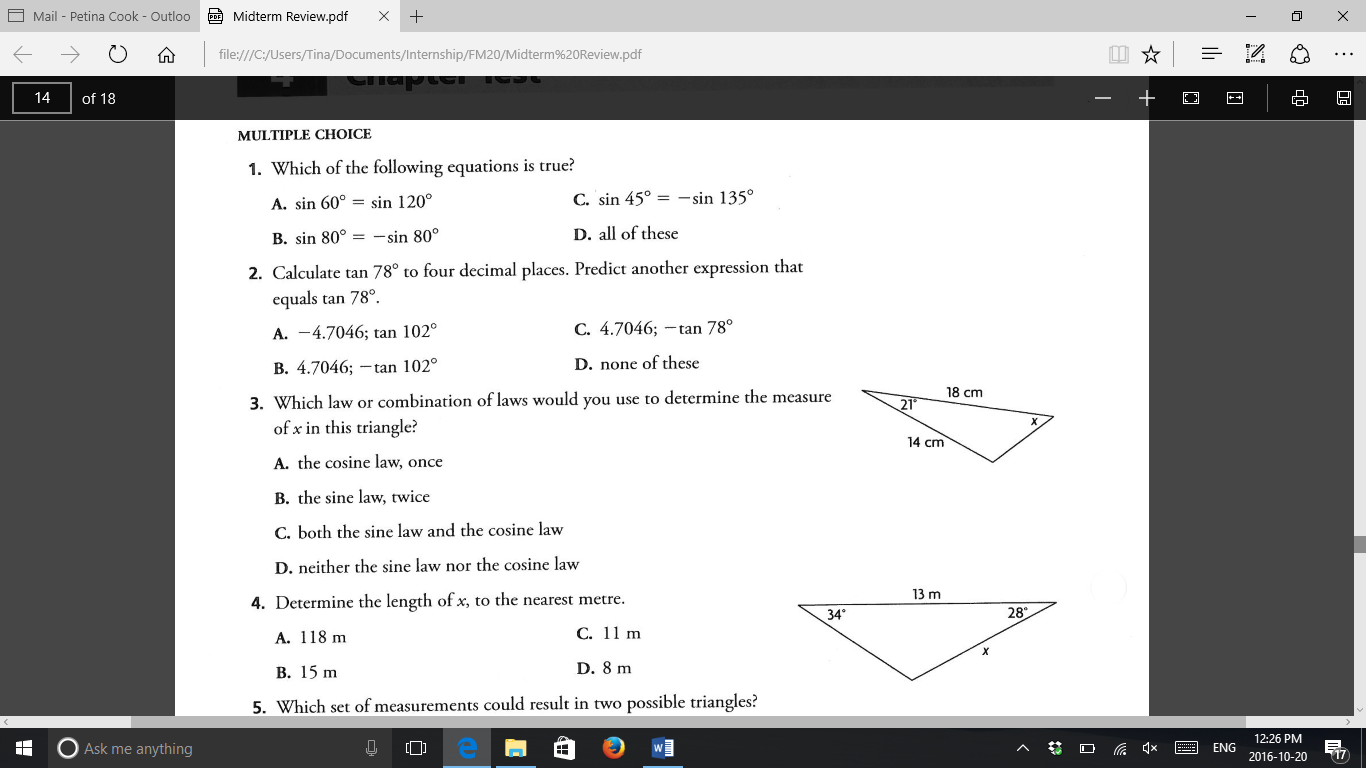 Mail - Petina Cook - Outloo
Midterm Review.pdf
file:///C:/Users/Tina/Documents/Internship/FM20/Midterm%20Review.pdf
14 of 18
4 Chapter Test
MULTIPLE CHOICE
1. Which of the following equations is true?
A. sin 60° = sin 120°
C. sin 45° = −sin 135°
B. sin 80° = −sin 80°
D. all of these
2. Calculate tan 78° to four decimal places. Predict another expression that
equals tan 78°.
A. −4.7046; tan 102°
C. 4.7046; −tan 78°
B. 4.7046; −tan 102°
D. none of these
3. Which law or combination of laws would you use to determine the measure
of x in this triangle?
18 cm
21°
x
14 cm
A. the cosine law, once
B. the sine law, twice
C. both the sine law and the cosine law
D. neither the sine law nor the cosine law
4. Determine the length of x, to the nearest metre.
13 m
34°
28°
x
A. 118 m
C. 11 m
B. 15 m
D. 8 m
5. Which set of measurements could result in two possible triangles?
Ask me anything
ENG
12:26 PM
2016-10-20
17